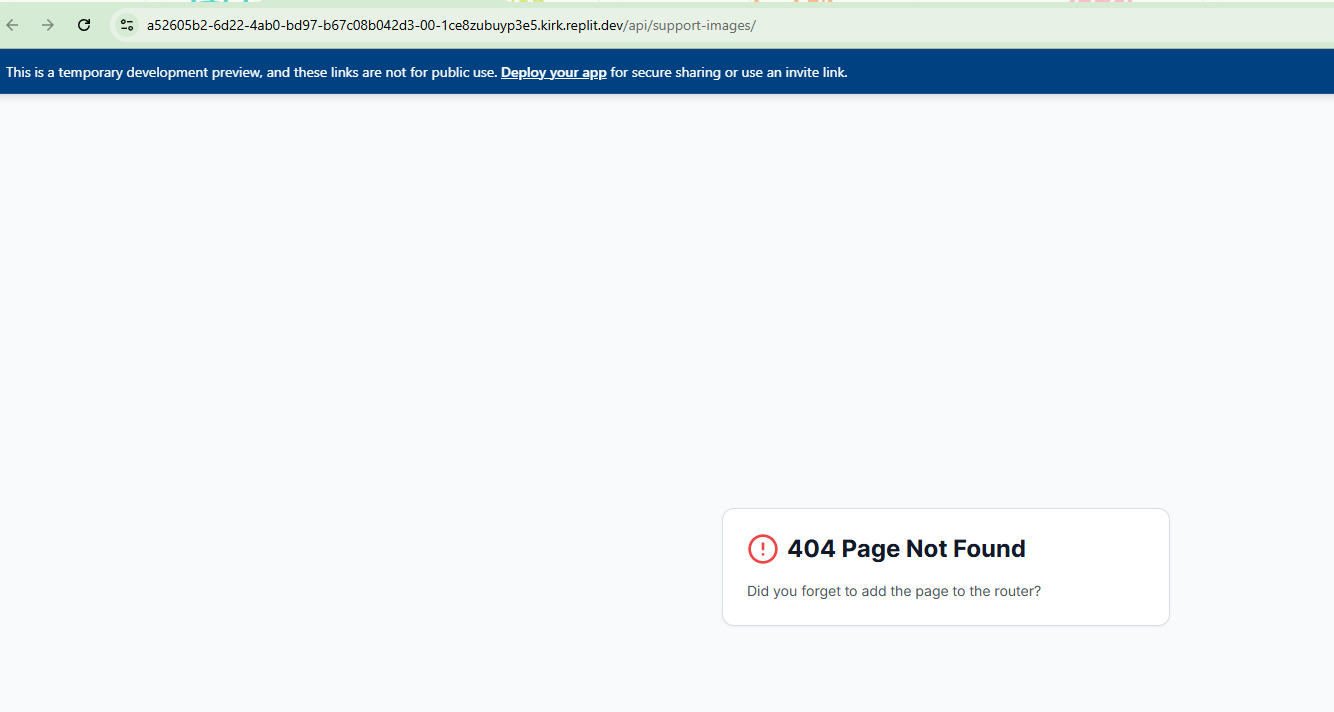 a52605b2-6d22-4ab0-bd97-b67c08b042d3-00-1ce8zubuyp3e5.kirk.replit.dev/api/support-images/
This is a temporary development preview, and these links are not for public use. Deploy your app for secure sharing or use an invite link.
404 Page Not Found
Did you forget to add the page to the router?